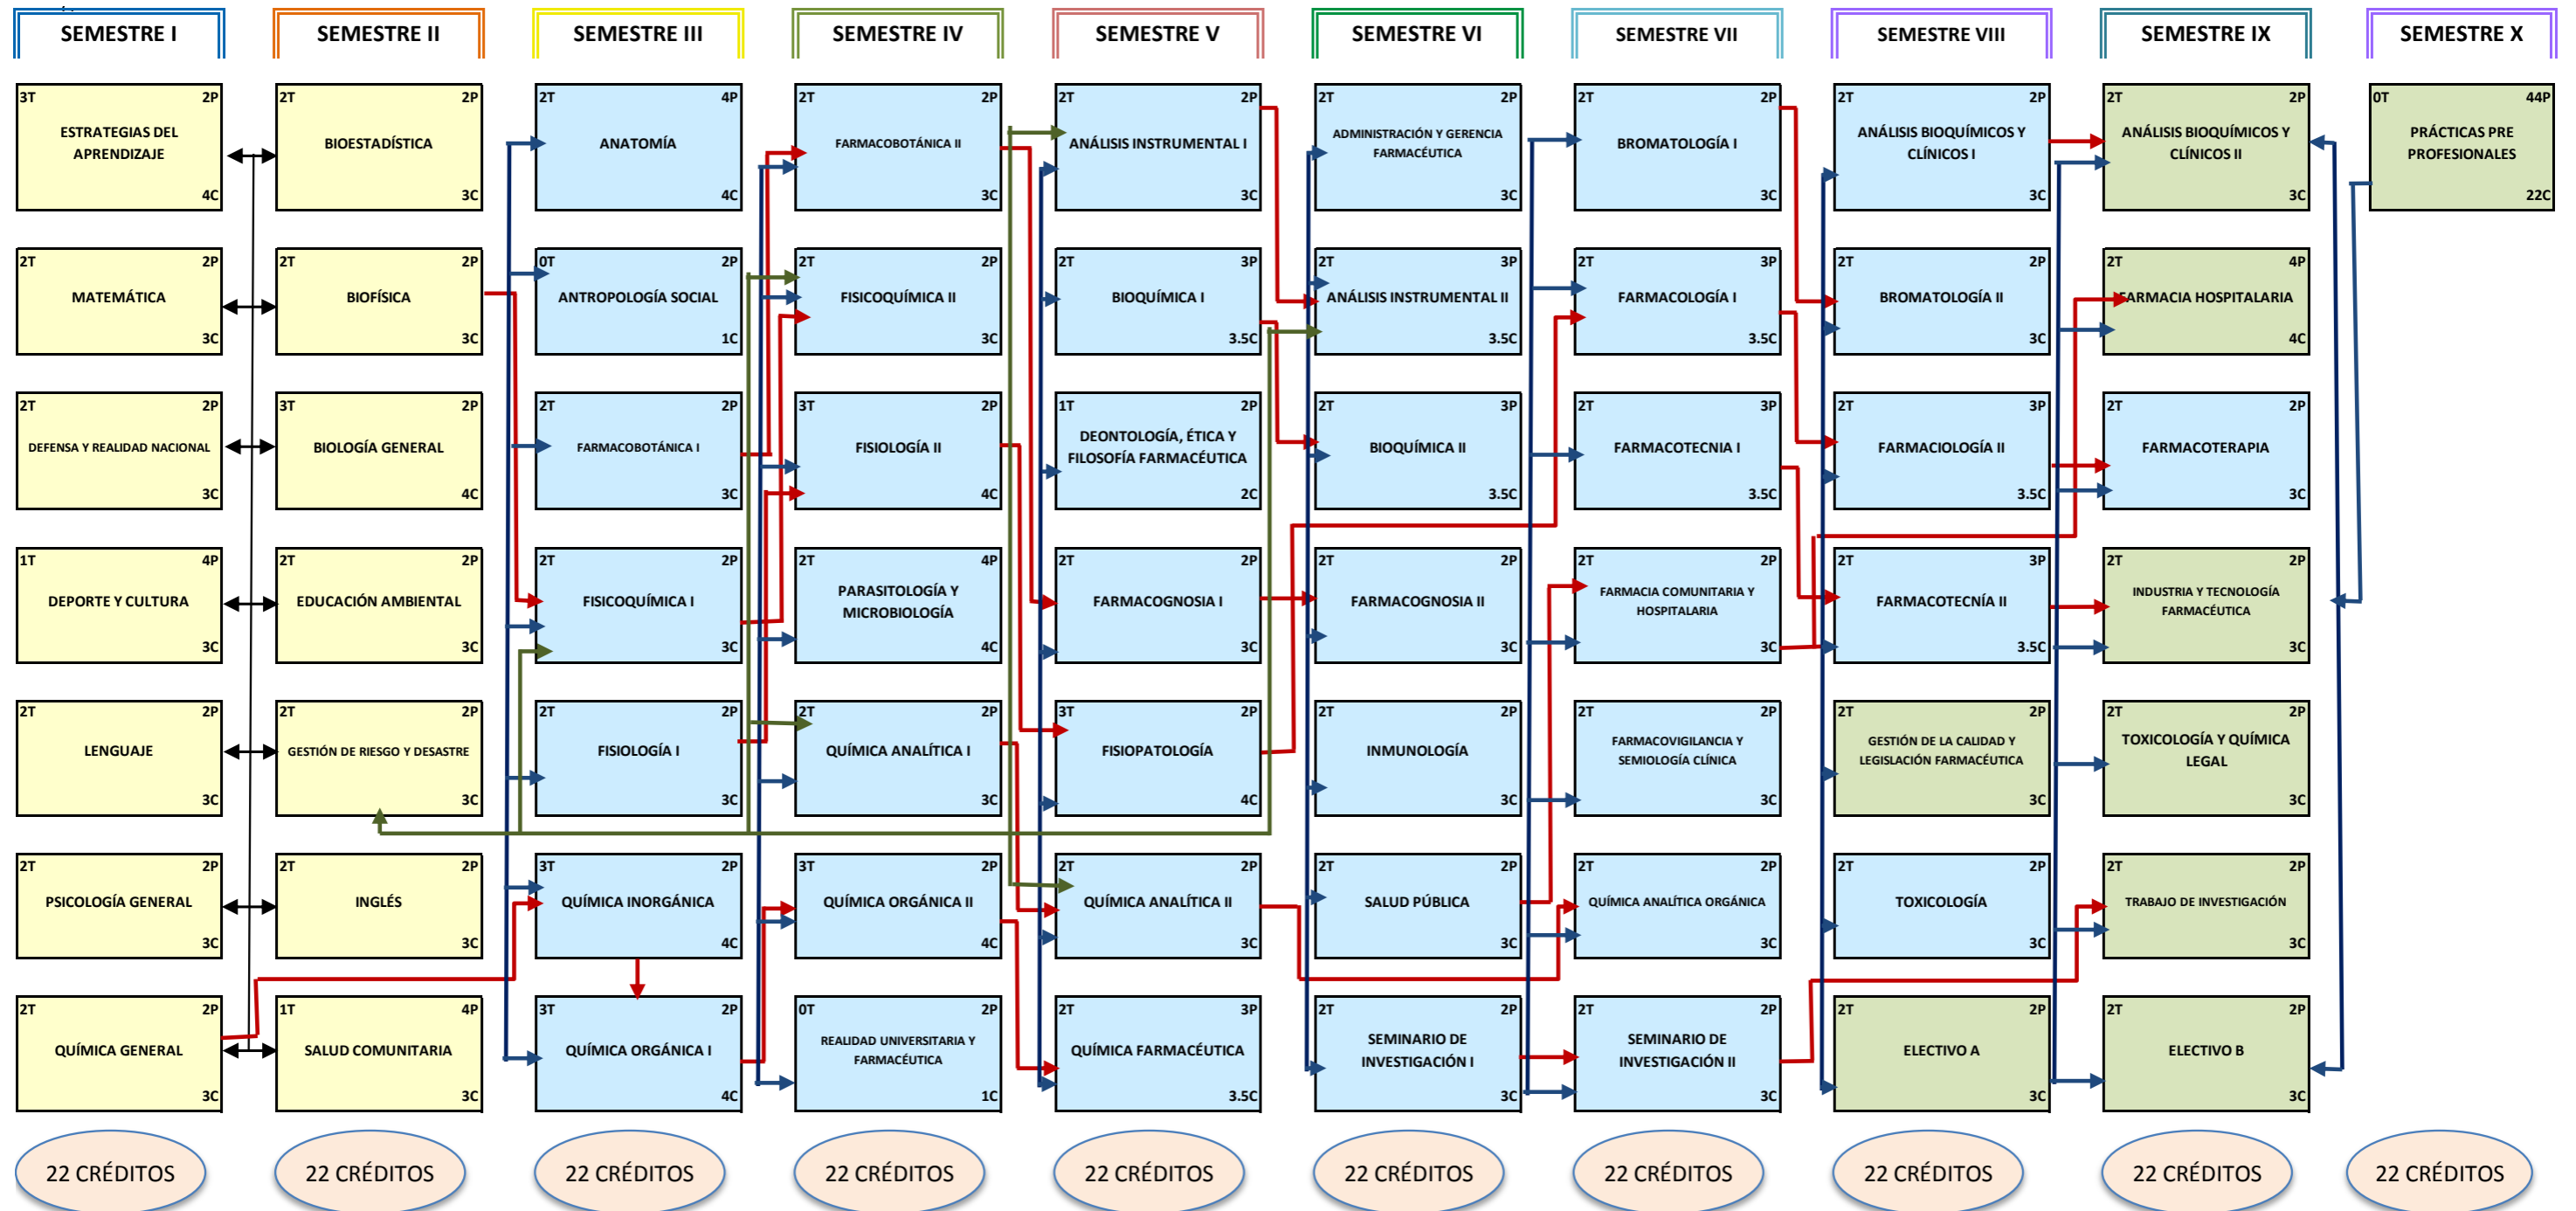 SEMESTRE I
SEMESTRE II
SEMESTRE III
SEMESTRE IV
SEMESTRE V
SEMESTRE VI
SEMESTRE VII
SEMESTRE VIII
SEMESTRE IX
SEMESTRE X
3T 2P
ESTRATEGIAS DEL
APRENDIZAJE
4C
2T 2P
BIOESTADÍSTICA
3C
2T 4P
ANATOMÍA
4C
2T 2P
FARMACOBOTÁNICA II
3C
2T 2P
ANÁLISIS INSTRUMENTAL I
3C
2T 2P
ADMINISTRACIÓN Y GERENCIA
FARMACÉUTICA
3C
2T 2P
BROMATOLOGÍA I
3C
2T 2P
ANÁLISIS BIOQUÍMICOS Y
CLÍNICOS I
3C
2T 2P
ANÁLISIS BIOQUÍMICOS Y
CLÍNICOS II
3C
0T 44P
PRÁCTICAS PRE
PROFESIONALES
22C
2T 2P
MATEMÁTICA
3C
2T 2P
BIOFÍSICA
3C
0T 2P
ANTROPOLOGÍA SOCIAL
1C
2T 2P
FISICOQUÍMICA II
3C
2T 3P
BIOQUÍMICA I
3.5C
2T 3P
ANÁLISIS INSTRUMENTAL II
3.5C
2T 3P
FARMACOLOGÍA I
3.5C
2T 2P
BROMATOLOGÍA II
3C
2T 4P
FARMACIA HOSPITALARIA
4C
2T 2P
DEFENSA Y REALIDAD NACIONAL
3C
3T 2P
BIOLOGÍA GENERAL
4C
2T 2P
FARMACOBOTÁNICA I
3C
3T 2P
FISIOLOGÍA II
4C
1T 2P
DEONTOLOGÍA, ÉTICA Y
FILOSOFÍA FARMACÉUTICA
2C
2T 3P
BIOQUÍMICA II
3.5C
2T 3P
FARMACOTECNIA I
3.5C
2T 3P
FARMACIOLOGÍA II
3.5C
2T 2P
FARMACOTERAPIA
3C
1T 4P
DEPORTE Y CULTURA
3C
2T 2P
EDUCACIÓN AMBIENTAL
3C
2T 2P
FISICOQUÍMICA I
3C
2T 4P
PARASITOLOGÍA Y
MICROBIOLOGÍA
4C
2T 2P
FARMACOGNOSIA I
3C
2T 2P
FARMACOGNOSIA II
3C
2T 2P
FARMACIA COMUNITARIA Y
HOSPITALARIA
3C
2T 3P
FARMACOTECNÍA II
3.5C
2T 2P
INDUSTRIA Y TECNOLOGÍA
FARMACÉUTICA
3C
2T 2P
LENGUAJE
3C
2T 2P
GESTIÓN DE RIESGO Y DESASTRE
3C
2T 2P
FISIOLOGÍA I
3C
2T 2P
QUÍMICA ANALÍTICA I
3C
3T 2P
FISIOPATOLOGÍA
4C
2T 2P
INMUNOLOGÍA
3C
2T 2P
FARMACOVIGILANCIA Y
SEMIOLOGÍA CLÍNICA
3C
2T 2P
GESTIÓN DE LA CALIDAD Y
LEGISLACIÓN FARMACÉUTICA
3C
2T 2P
TOXICOLOGÍA Y QUÍMICA
LEGAL
3C
2T 2P
PSICOLOGÍA GENERAL
3C
2T 2P
INGLÉS
3C
3T 2P
QUÍMICA INORGÁNICA
4C
3T 2P
QUÍMICA ORGÁNICA II
4C
2T 2P
QUÍMICA ANALÍTICA II
3C
2T 2P
SALUD PÚBLICA
3C
2T 2P
QUÍMICA ANALÍTICA ORGÁNICA
3C
2T 2P
TOXICOLOGÍA
3C
2T 2P
TRABAJO DE INVESTIGACIÓN
3C
2T 2P
QUÍMICA GENERAL
3C
1T 4P
SALUD COMUNITARIA
3C
3T 2P
QUÍMICA ORGÁNICA I
4C
0T 2P
REALIDAD UNIVERSITARIA Y
FARMACÉUTICA
1C
2T 3P
QUÍMICA FARMACÉUTICA
3.5C
2T 2P
SEMINARIO DE
INVESTIGACIÓN I
3C
2T 2P
SEMINARIO DE
INVESTIGACIÓN II
3C
2T 2P
ELECTIVO A
3C
2T 2P
ELECTIVO B
3C
22 CRÉDITOS
22 CRÉDITOS
22 CRÉDITOS
22 CRÉDITOS
22 CRÉDITOS
22 CRÉDITOS
22 CRÉDITOS
22 CRÉDITOS
22 CRÉDITOS
22 CRÉDITOS